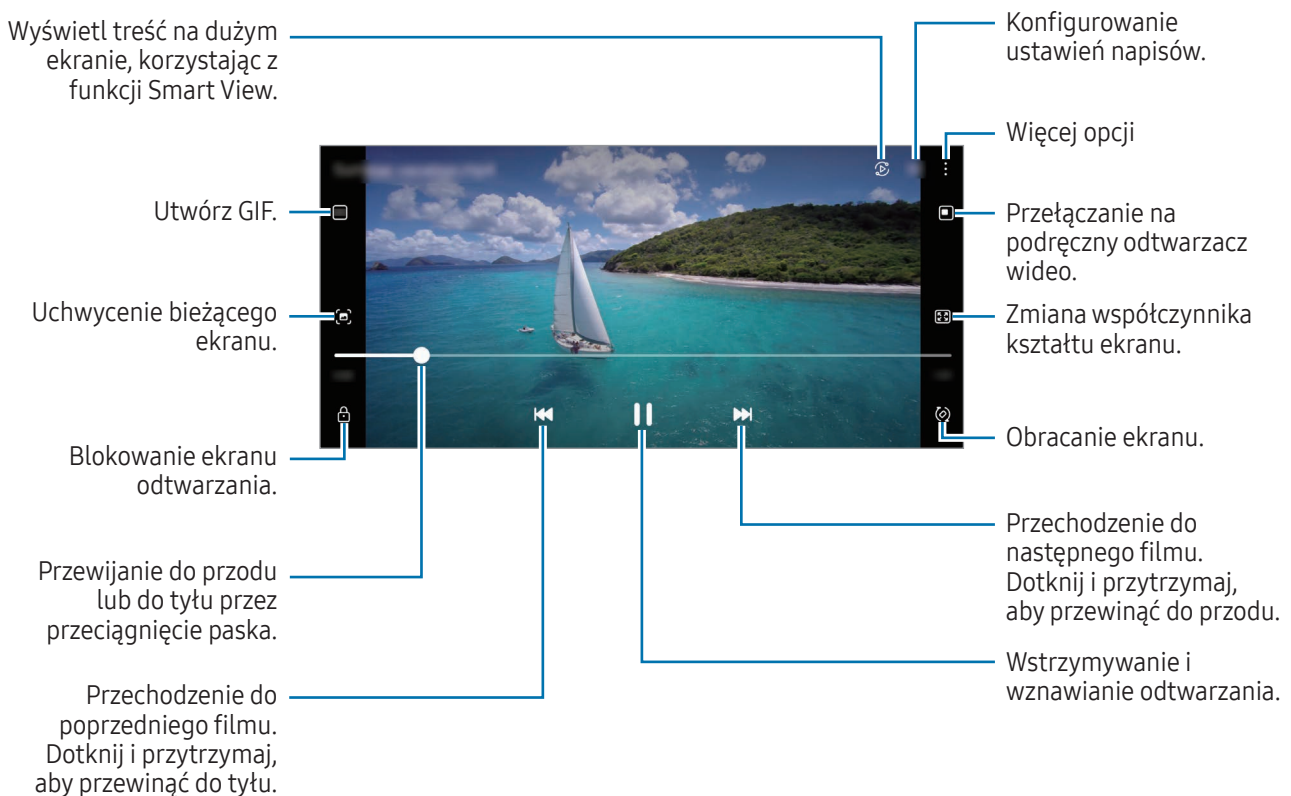 Wyświetl treść na dużym
ekranie, korzystając z
funkcji Smart View.
Konfigurowanie
ustawień napisów.
Więcej opcji
Utwórz GIF.
Przełączanie na
podręczny odtwarzacz
wideo.
Uchwycenie bieżącego
ekranu.
Zmiana współczynnika
kształtu ekranu.
Blokowanie ekranu
odtwarzania.
Obracanie ekranu.
Przewijanie do przodu
lub do tyłu przez
przeciągnięcie paska.
Przechodzenie do
następnego filmu.
Dotknij i przytrzymaj,
aby przewinąć do przodu.
Przechodzenie do
poprzedniego filmu.
Dotknij i przytrzymaj,
aby przewinąć do tyłu.
Wstrzymywanie i
wznawianie odtwarzania.